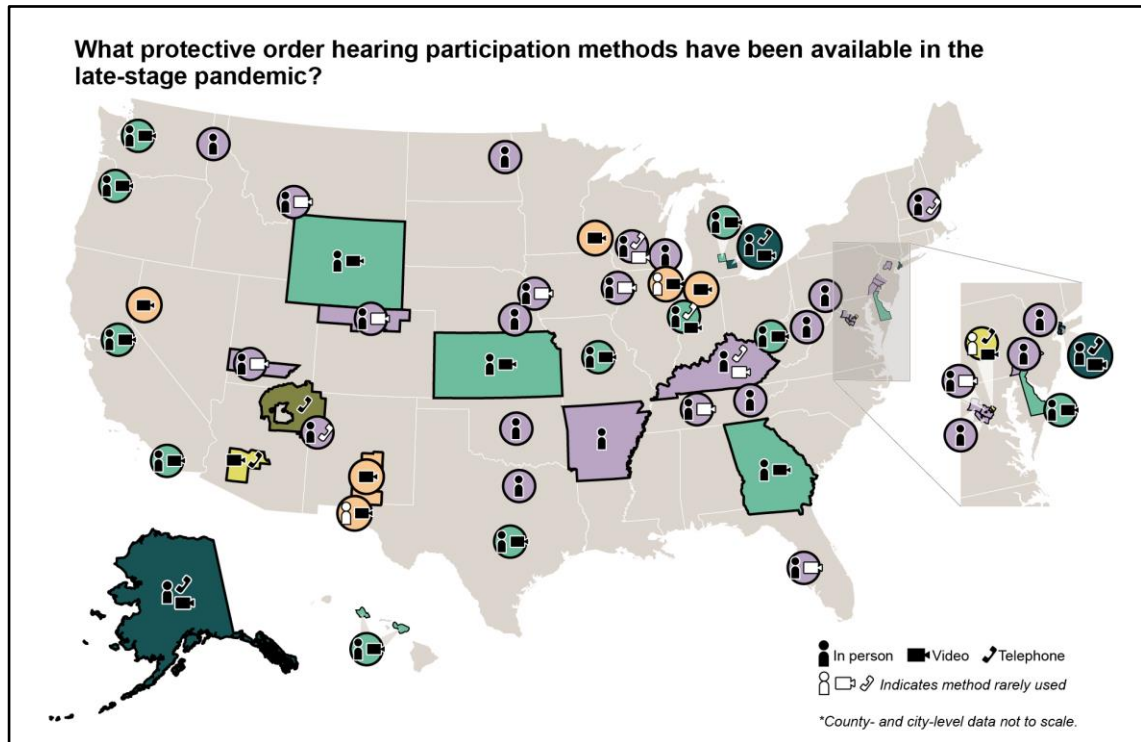 What protective order hearing participation methods have been available in the
late-stage pandemic?
In person Video Telephone
Indicates method rarely used
*County- and city-level data not to scale.